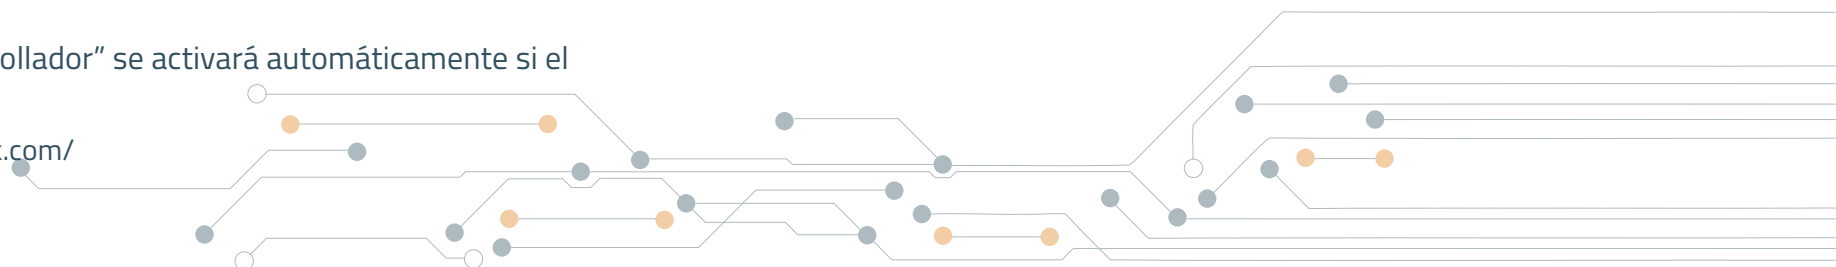 ollador” se activará automáticamente si el
.com/